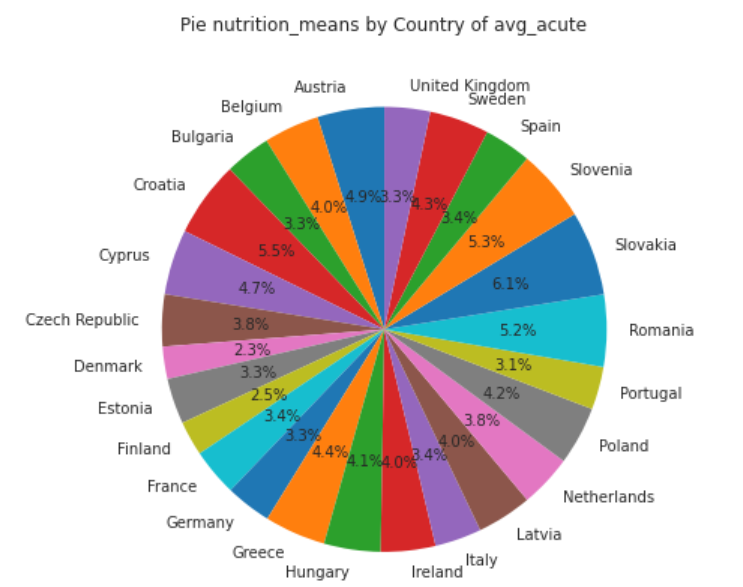 Pie nutrition_means by Country of avg_acute
Austria
4.9%
Belgium
4.0%
Bulgaria
3.3%
Croatia
5.5%
Cyprus
4.7%
Czech Republic
3.8%
Denmark
2.3%
Estonia
3.3%
Finland
2.5%
France
3.4%
Germany
3.3%
Greece
4.4%
Hungary
4.1%
Ireland
4.0%
Italy
3.4%
Latvia
4.0%
Netherlands
3.8%
Poland
4.2%
Portugal
3.1%
Romania
5.2%
Slovakia
6.1%
Slovenia
5.3%
Spain
3.4%
Sweden
4.3%
United Kingdom
3.3%